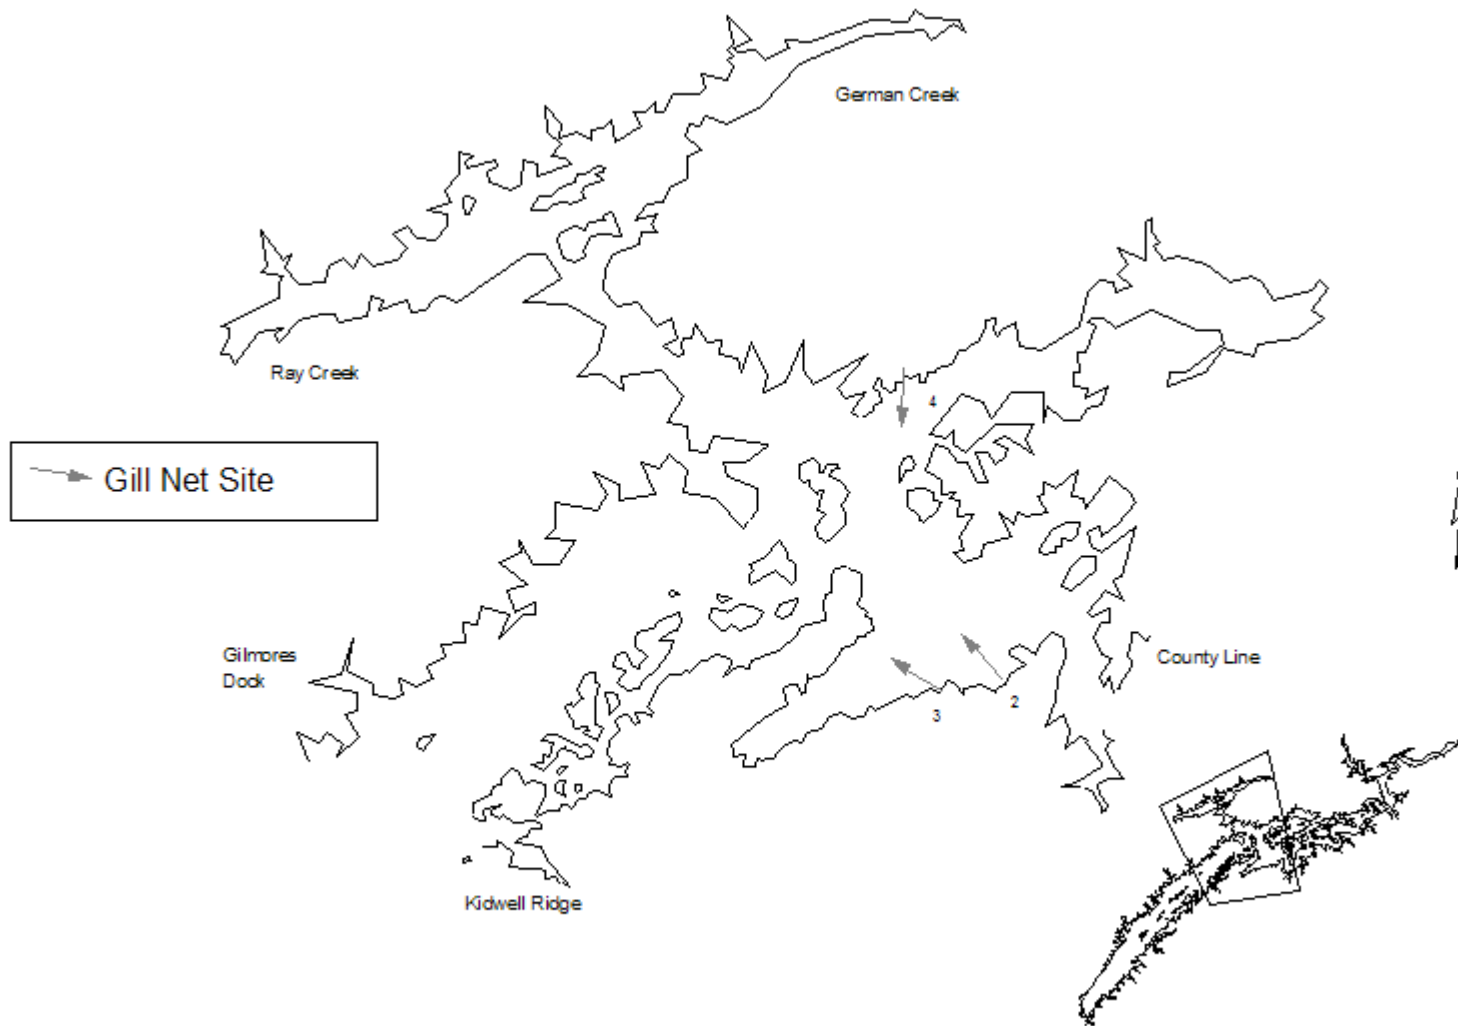 German Creek
Ray Creek
4
Gill Net Site
Gilmores
Dock
County Line
2
3
Kidwell Ridge